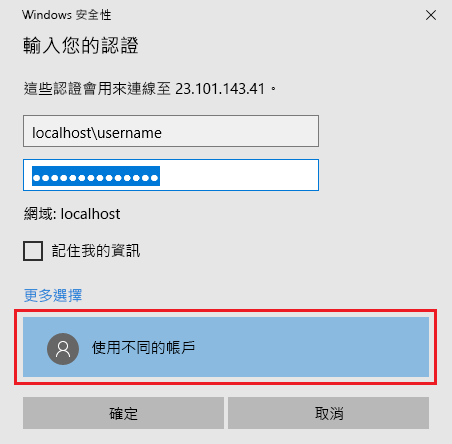 Windows 安全性
輸入您的認證
這些認證會用來連線至 23.101.143.41。
localhost\username
●●●●●●●●●●●●●●
網域: localhost
記住我的資訊
更多選擇
使用不同的帳戶
確定
取消